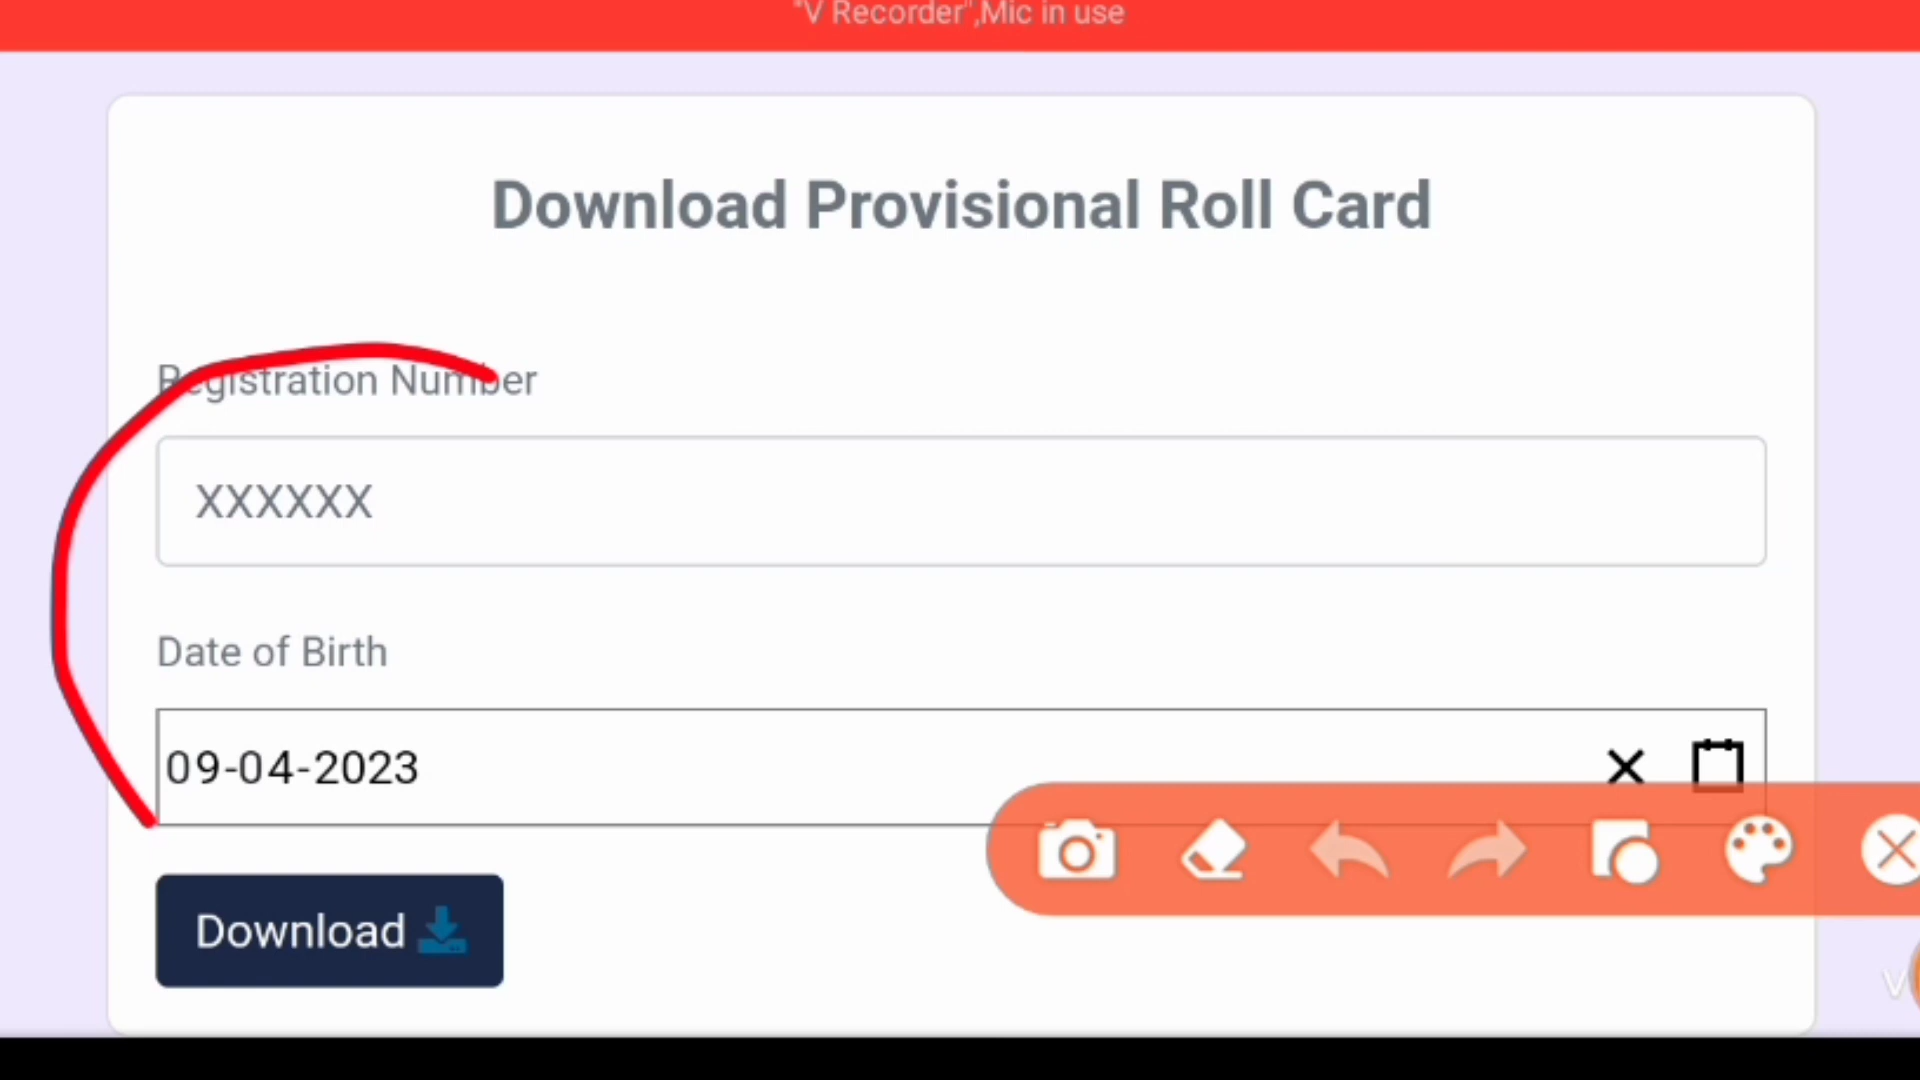 "V Recorder",Mic in use
Download Provisional Roll Card
Registration Number
XXXXXX
Date of Birth
09-04-2023
Download
V